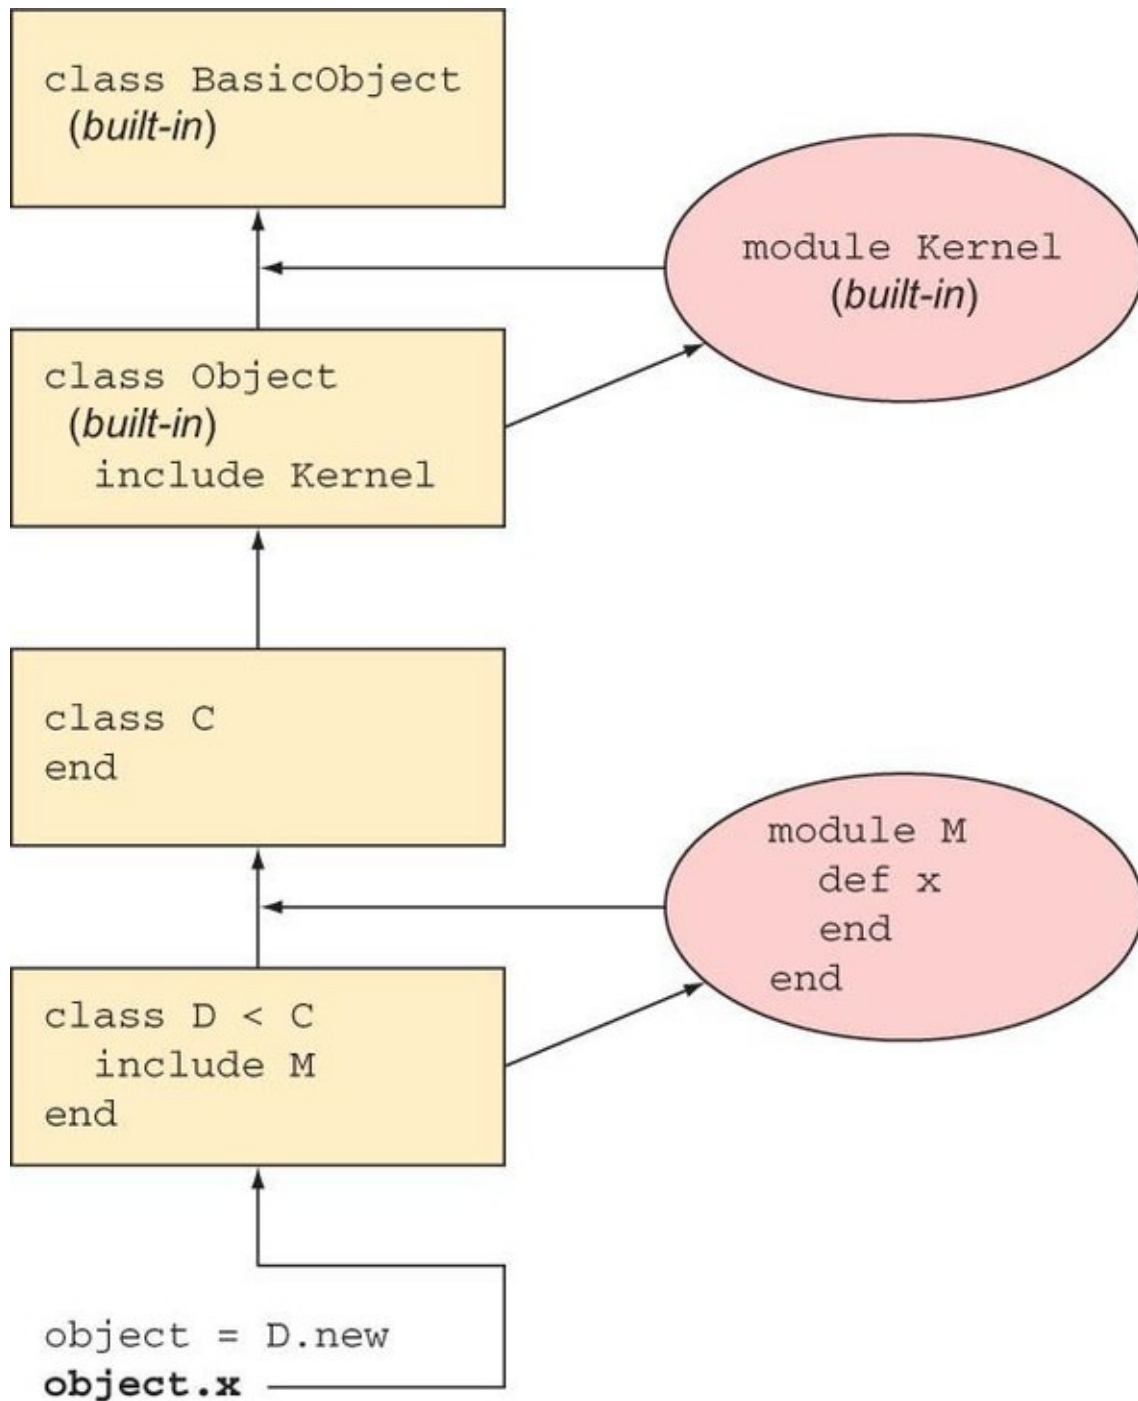 class BasicObject
(built-in)
module Kernel
(built-in)
class Object
(built-in)
include Kernel
class C
end
module M
def x
end
end
class D < C
include M
end
object = D.new
object.x